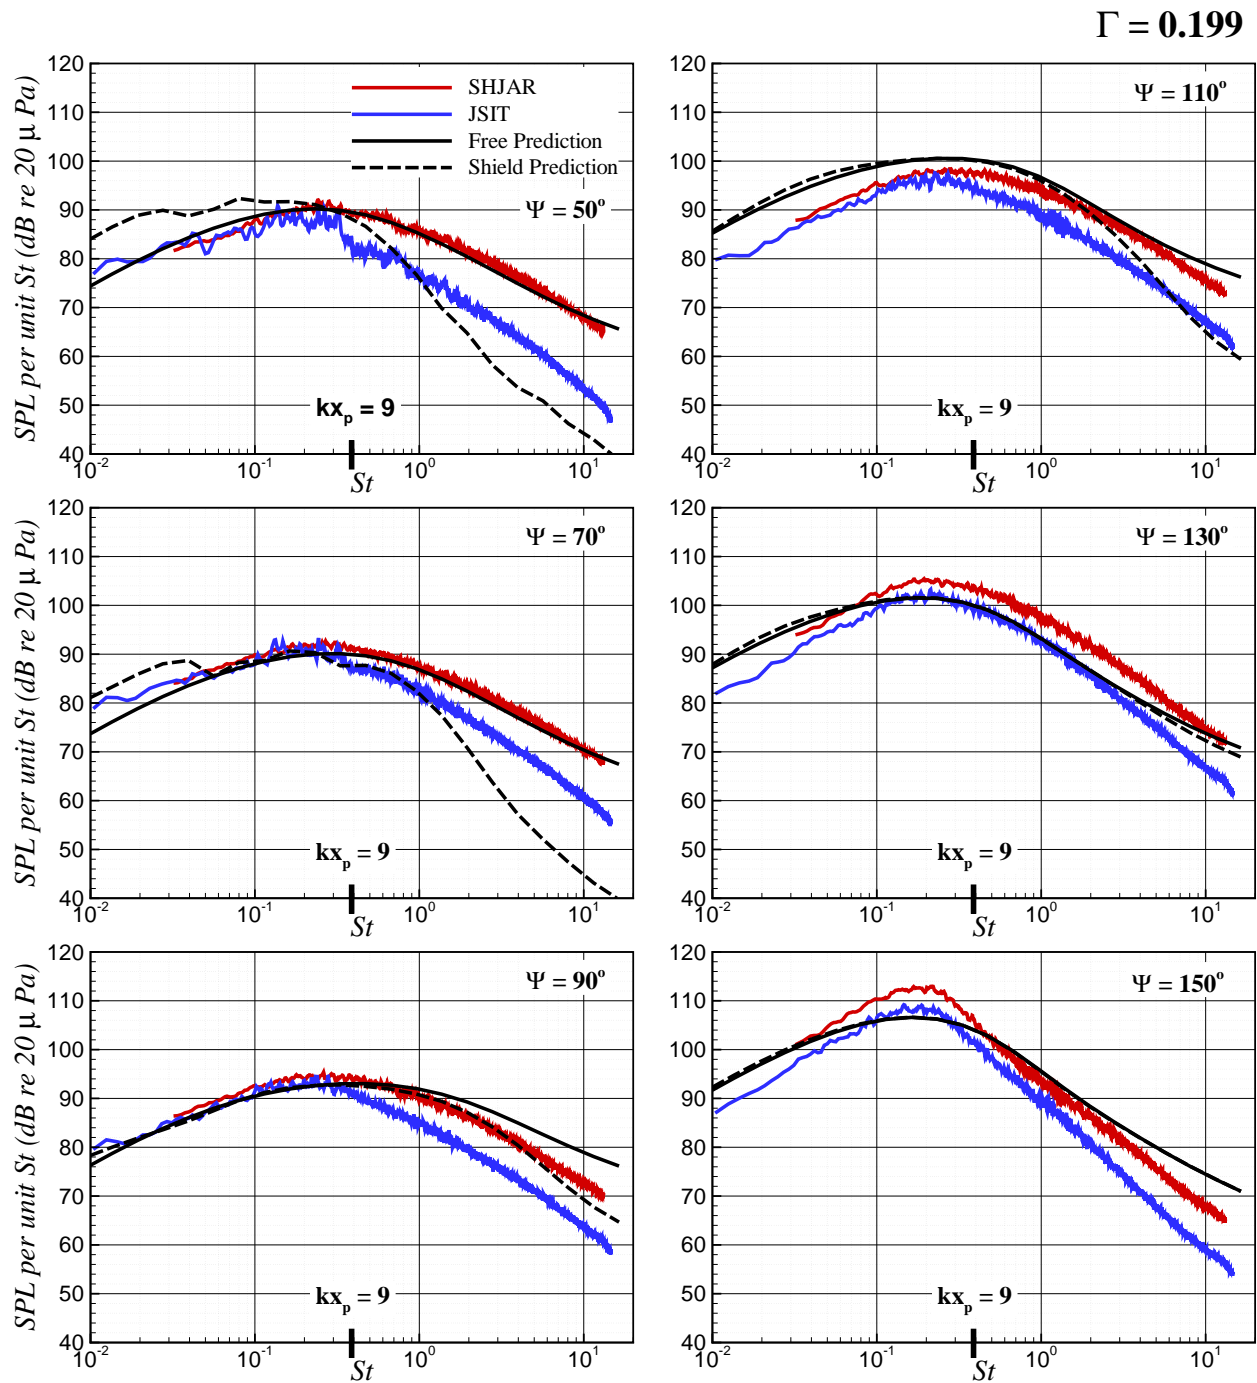 Γ = 0.199
SPL per unit St (dB re 20 μ Pa)
120
110
100
90
80
70
60
50
40
SHJAR
JSIT
Free Prediction
Shield Prediction
Ψ = 50°
kx_p = 9
10⁻² 10⁻¹ 10⁰ 10¹
St
120
110
100
90
80
70
60
50
40
Ψ = 110°
kx_p = 9
10⁻² 10⁻¹ 10⁰ 10¹
St
SPL per unit St (dB re 20 μ Pa)
120
110
100
90
80
70
60
50
40
Ψ = 70°
kx_p = 9
10⁻² 10⁻¹ 10⁰ 10¹
St
120
110
100
90
80
70
60
50
40
Ψ = 130°
kx_p = 9
10⁻² 10⁻¹ 10⁰ 10¹
St
SPL per unit St (dB re 20 μ Pa)
120
110
100
90
80
70
60
50
40
Ψ = 90°
kx_p = 9
10⁻² 10⁻¹ 10⁰ 10¹
St
120
110
100
90
80
70
60
50
40
Ψ = 150°
kx_p = 9
10⁻² 10⁻¹ 10⁰ 10¹
St